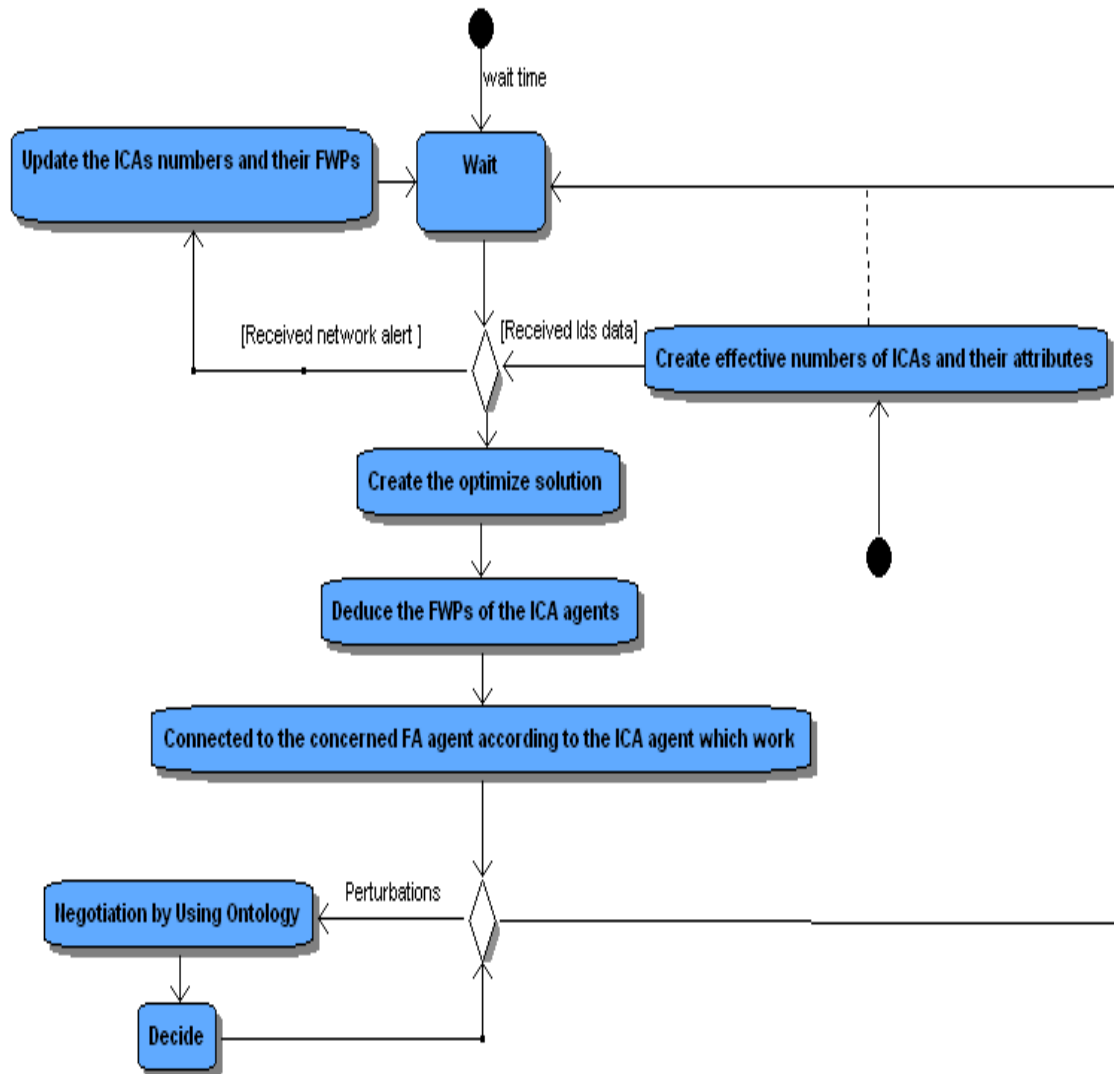 wait time
Update the ICAs numbers and their FWPs
Wait
[Received network alert ]
[Received Ids data]
Create effective numbers of ICAs and their attributes
Create the optimize solution
Deduce the FWPs of the ICA agents
Connected to the concerned FA agent according to the ICA agent which work
Perturbations
Negotiation by Using Ontology
Decide